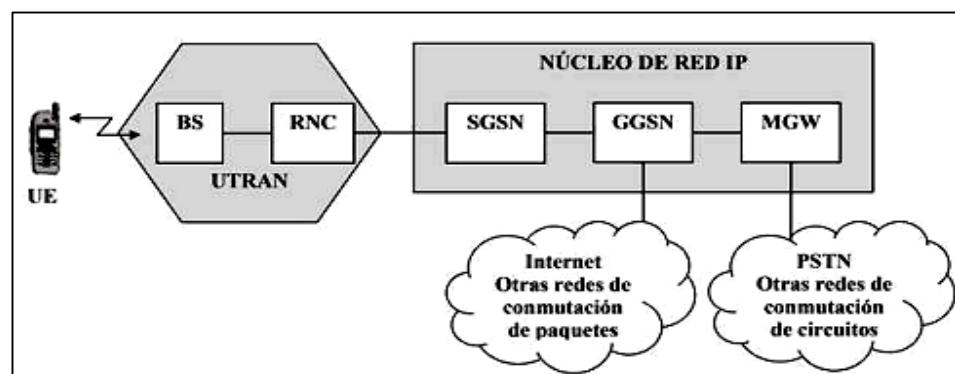 NÚCLEO DE RED IP
BS
RNC
SGSN
GGSN
MGW
UTRAN
UE
Internet
Otras redes de
conmutación
de paquetes
PSTN
Otras redes de
conmutación
de circuitos